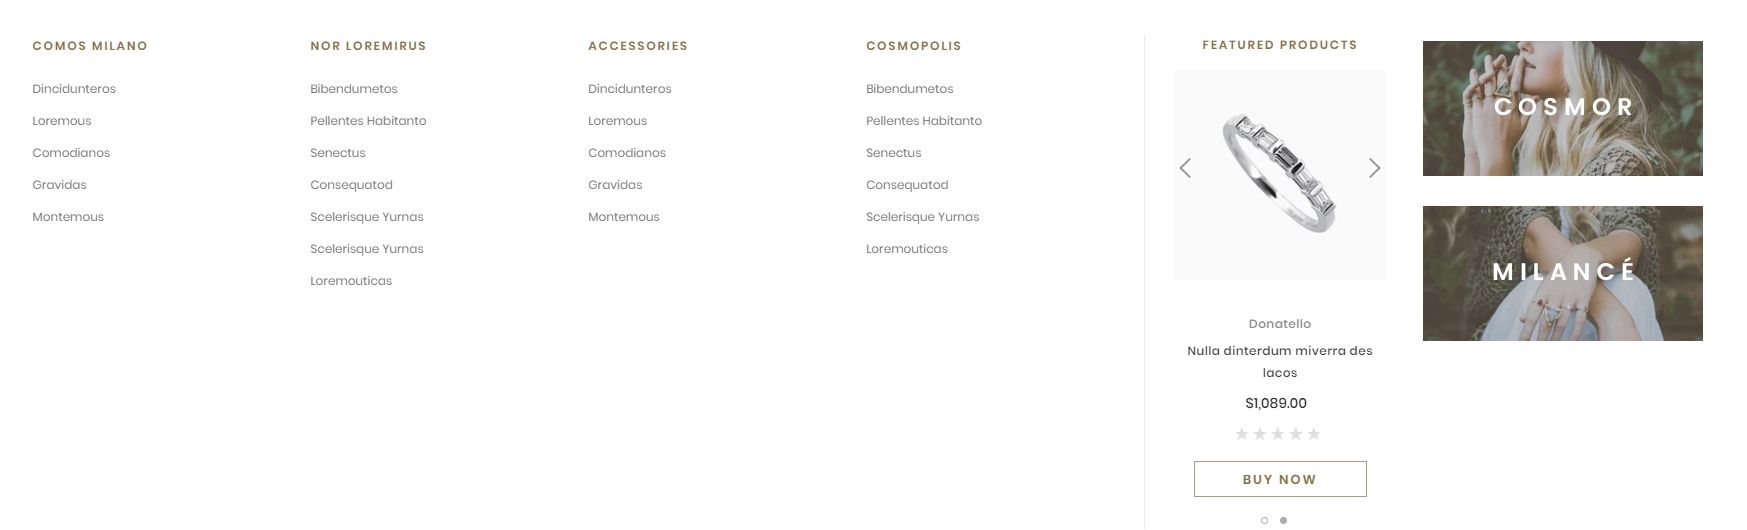 COMOS MILANO
Dincidunteros
Loremous
Comodianos
Gravidas
Montemous
NOR LOREMIRUS
Bibendumetos
Pellentes Habitanto
Senectus
Consequatod
Scelerisque Yurnas
Scelerisque Yurnas
Loremouticas
ACCESSORIES
Dincidunteros
Loremous
Comodianos
Gravidas
Montemous
COSMOPOLIS
Bibendumetos
Pellentes Habitanto
Senectus
Consequatod
Scelerisque Yurnas
Loremouticas
FEATURED PRODUCTS
Donatello
Nulla dinterdum miverra des
lacos
$1,089.00
BUY NOW
COSMOR
MILANCÉ